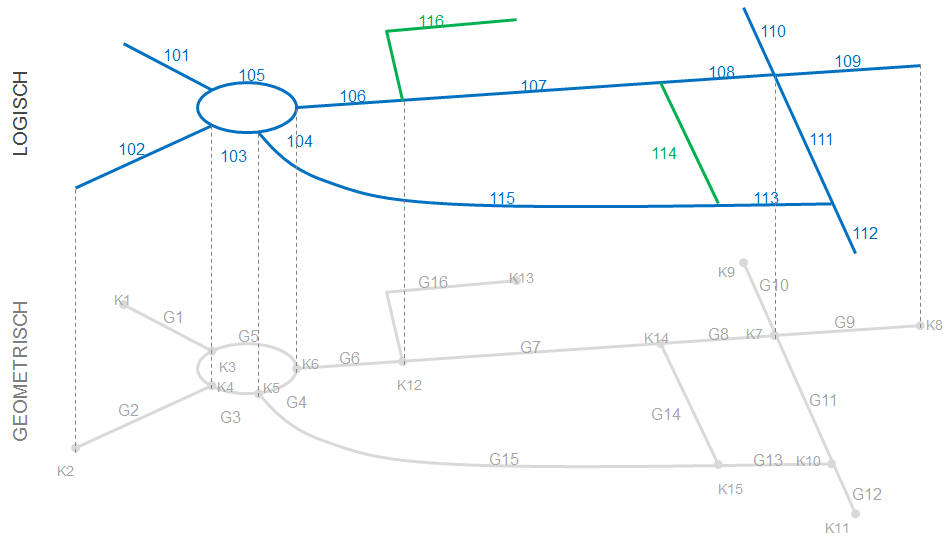 LOGISCH
116
110
101
105
109
108
107
106
104
111
102
103
114
115
113
112
GEOMETRISCH
K9
K13
G16
G10
K1
G1
G9
K8
G5
K14
G8
K7
K3
K6
G6
G7
K12
K4
K5
G2
G3
G4
G14
G11
K2
G15
G13
K10
K15
G12
K11